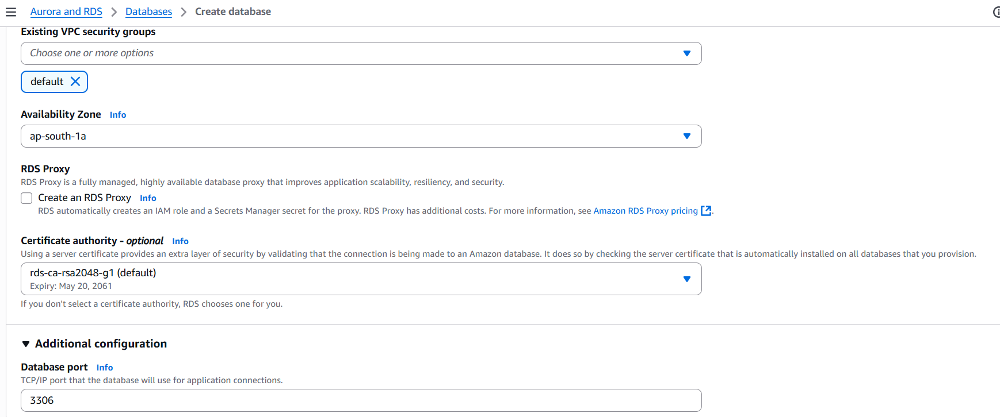 Aurora and RDS > Databases > Create database
Existing VPC security groups
Choose one or more options
default
Availability Zone Info
ap-south-1a
RDS Proxy
RDS Proxy is a fully managed, highly available database proxy that improves application scalability, resiliency, and security.
Create an RDS Proxy Info
RDS automatically creates an IAM role and a Secrets Manager secret for the proxy. RDS Proxy has additional costs. For more information, see Amazon RDS Proxy pricing.
Certificate authority - optional Info
Using a server certificate provides an extra layer of security by validating that the connection is being made to an Amazon database. It does so by checking the server certificate that is automatically installed on all databases that you provision.
rds-ca-rsa2048-g1 (default)
Expiry: May 20, 2061
If you don't select a certificate authority, RDS chooses one for you.
Additional configuration
Database port Info
TCP/IP port that the database will use for application connections.
3306